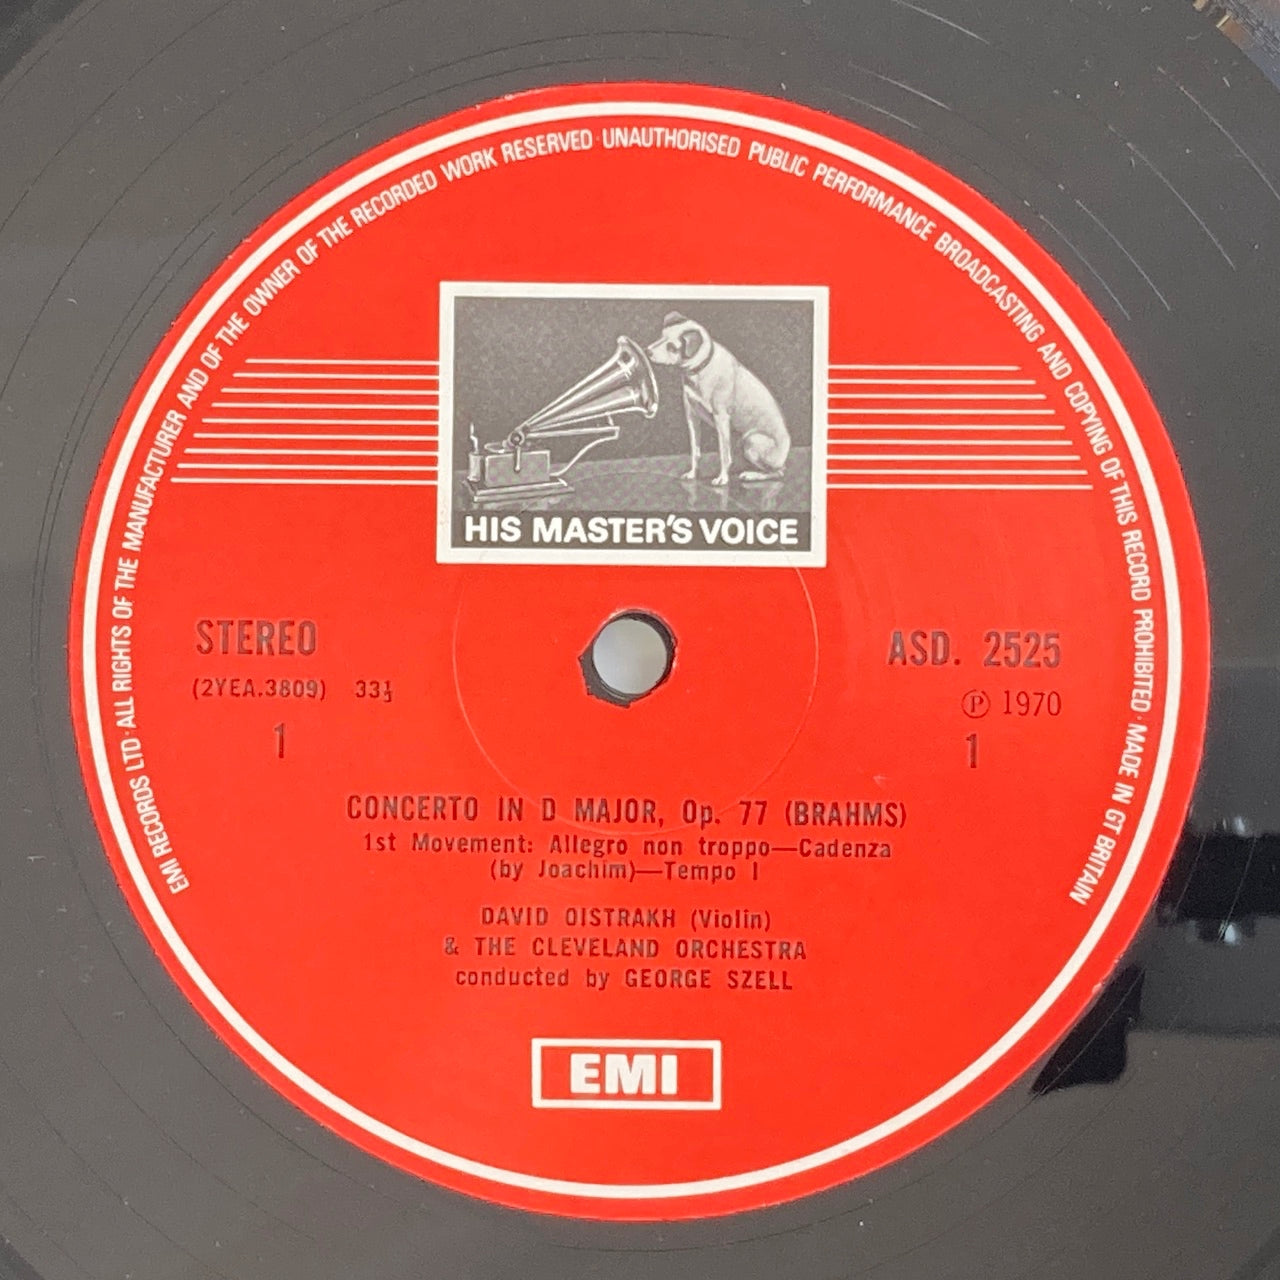 EMI RECORDS LTD · ALL RIGHTS OF THE MANUFACTURER AND OF THE OWNER OF THE RECORDED WORK RESERVED · UNAUTHORISED PUBLIC PERFORMANCE BROADCASTING AND COPYING OF THIS RECORD PROHIBITED · MADE IN GT BRITAIN
HIS MASTER'S VOICE
STEREO
(2YEA.3809) 33⅓
1
ASD. 2525
℗ 1970
1
CONCERTO IN D MAJOR, Op. 77 (BRAHMS)
1st Movement: Allegro non troppo—Cadenza
(by Joachim)—Tempo I
DAVID OISTRAKH (Violin)
& THE CLEVELAND ORCHESTRA
conducted by GEORGE SZELL
EMI